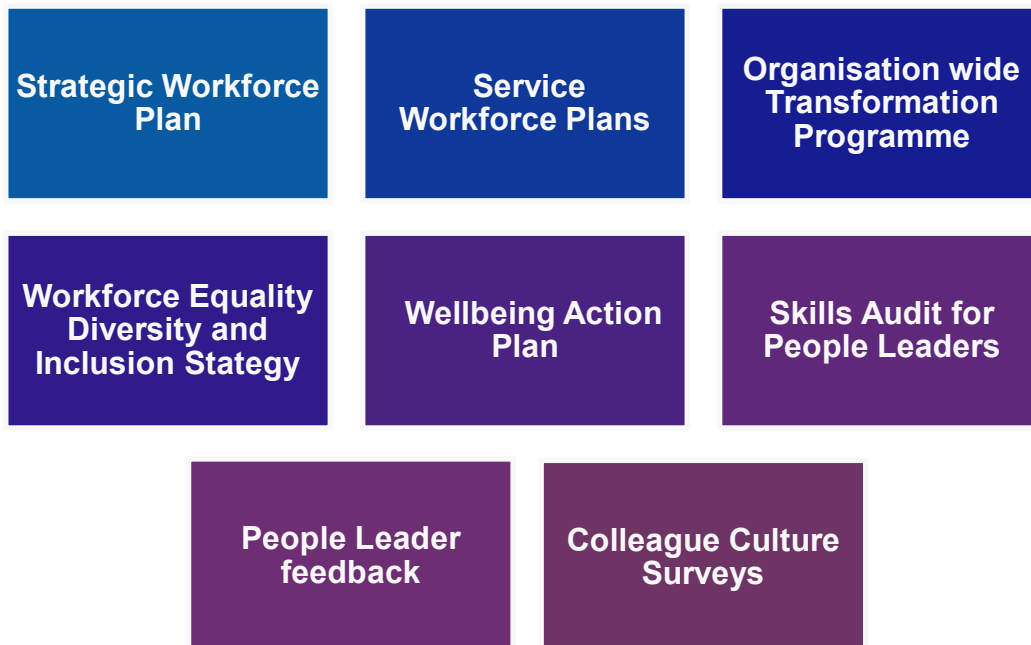 Strategic Workforce
Plan
Service
Workforce Plans
Organisation wide
Transformation
Programme
Workforce Equality
Diversity and
Inclusion Stategy
Wellbeing Action
Plan
Skills Audit for
People Leaders
People Leader
feedback
Colleague Culture
Surveys